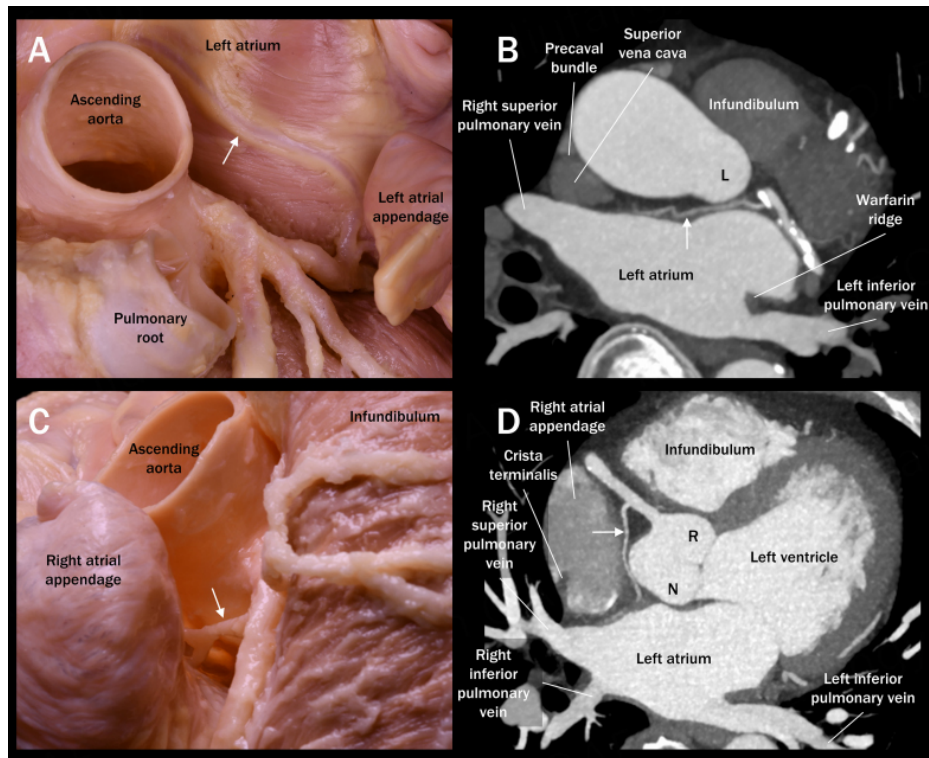 A
Left atrium
Ascending
aorta
Left atrial
appendage
Pulmonary
root
B
Superior
vena cava
Precaval
bundle
Infundibulum
Right superior
pulmonary vein
L
Warfarin
ridge
Left atrium
Left inferior
pulmonary vein
C
Infundibulum
Ascending
aorta
Right atrial
appendage
D
Right atrial
appendage
Crista
terminalis
Infundibulum
Right
superior
pulmonary
vein
R
Left ventricle
N
Left atrium
Right
inferior
pulmonary
vein
Left inferior
pulmonary vein